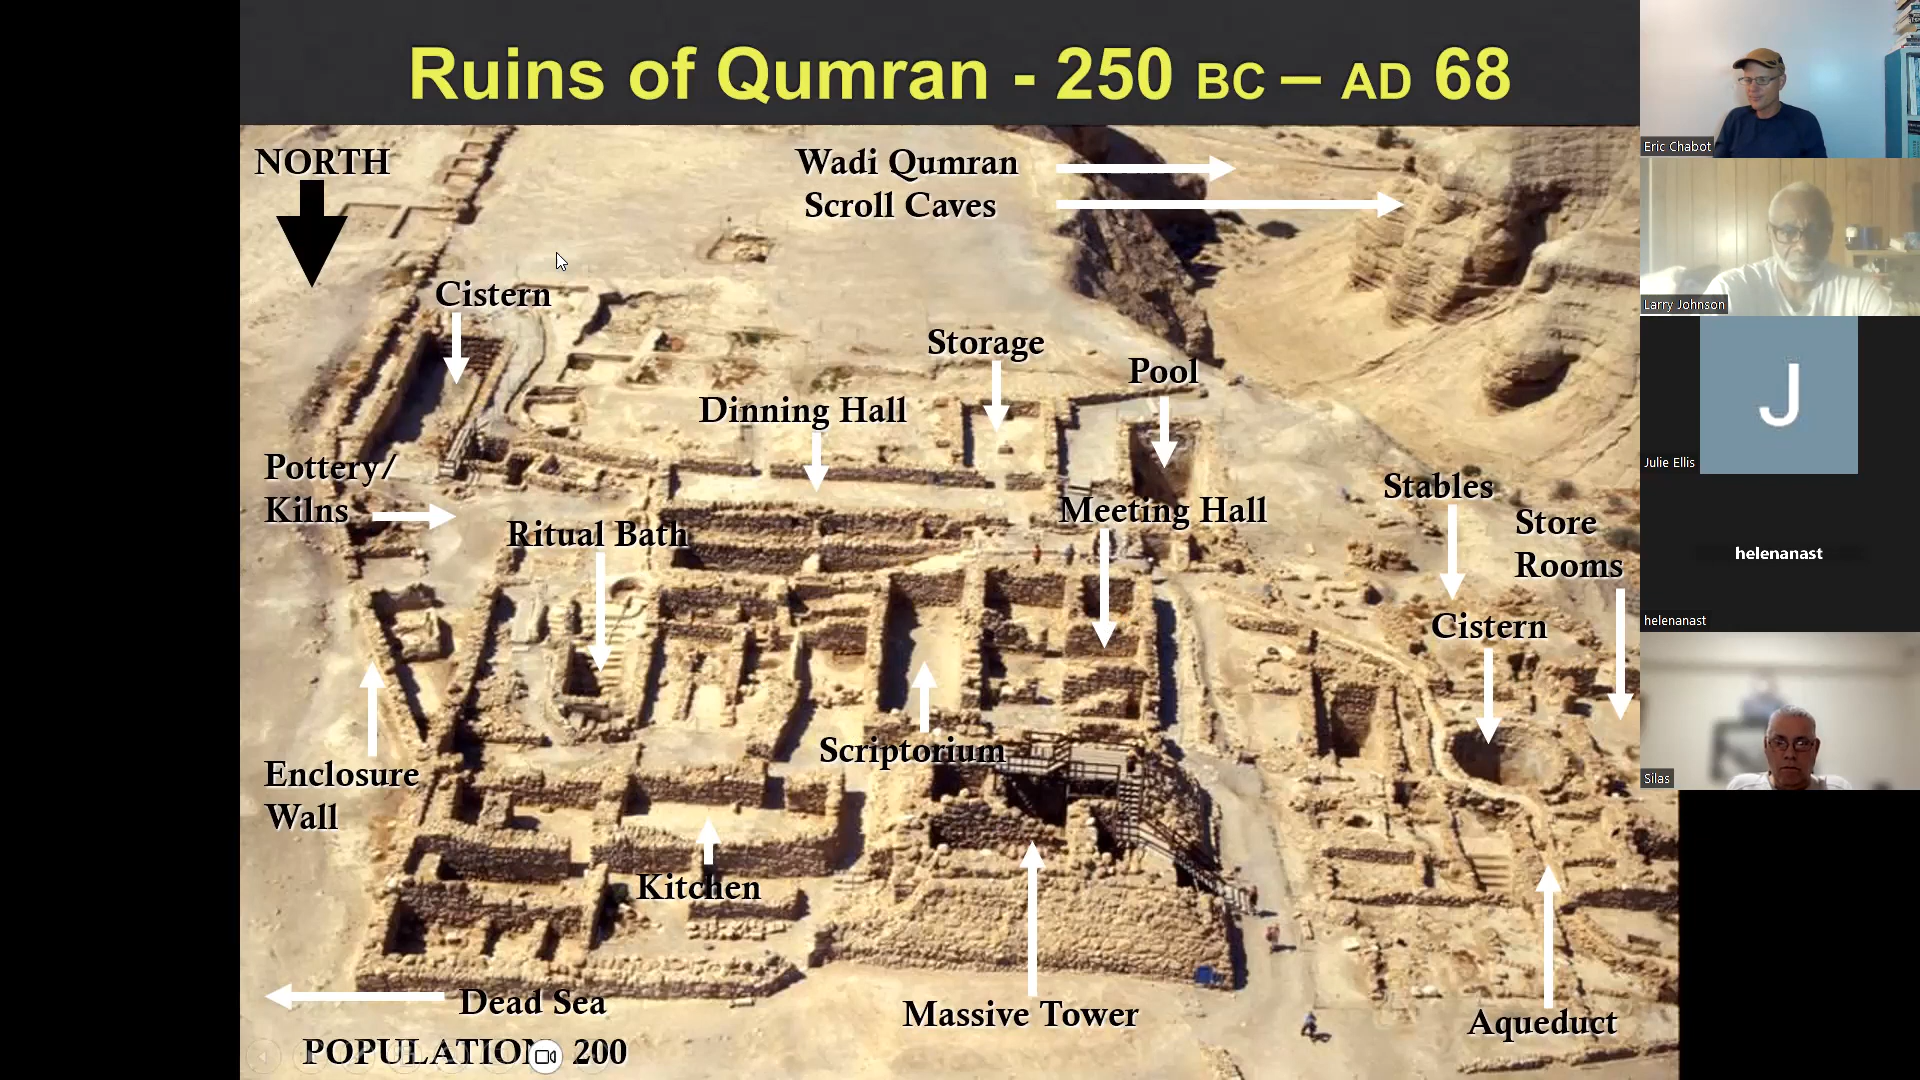 Ruins of Qumran - 250 BC – AD 68
NORTH
Wadi Qumran
Scroll Caves
Cistern
Storage
Pool
Dinning Hall
Pottery/
Kilns
Ritual Bath
Meeting Hall
Stables
Store
Rooms
Cistern
Enclosure
Wall
Scriptorium
Kitchen
Dead Sea
Massive Tower
Aqueduct
POPULATION 200
Eric Chabot
Larry Johnson
J
Julie Ellis
helenanast
helenanast
Silas